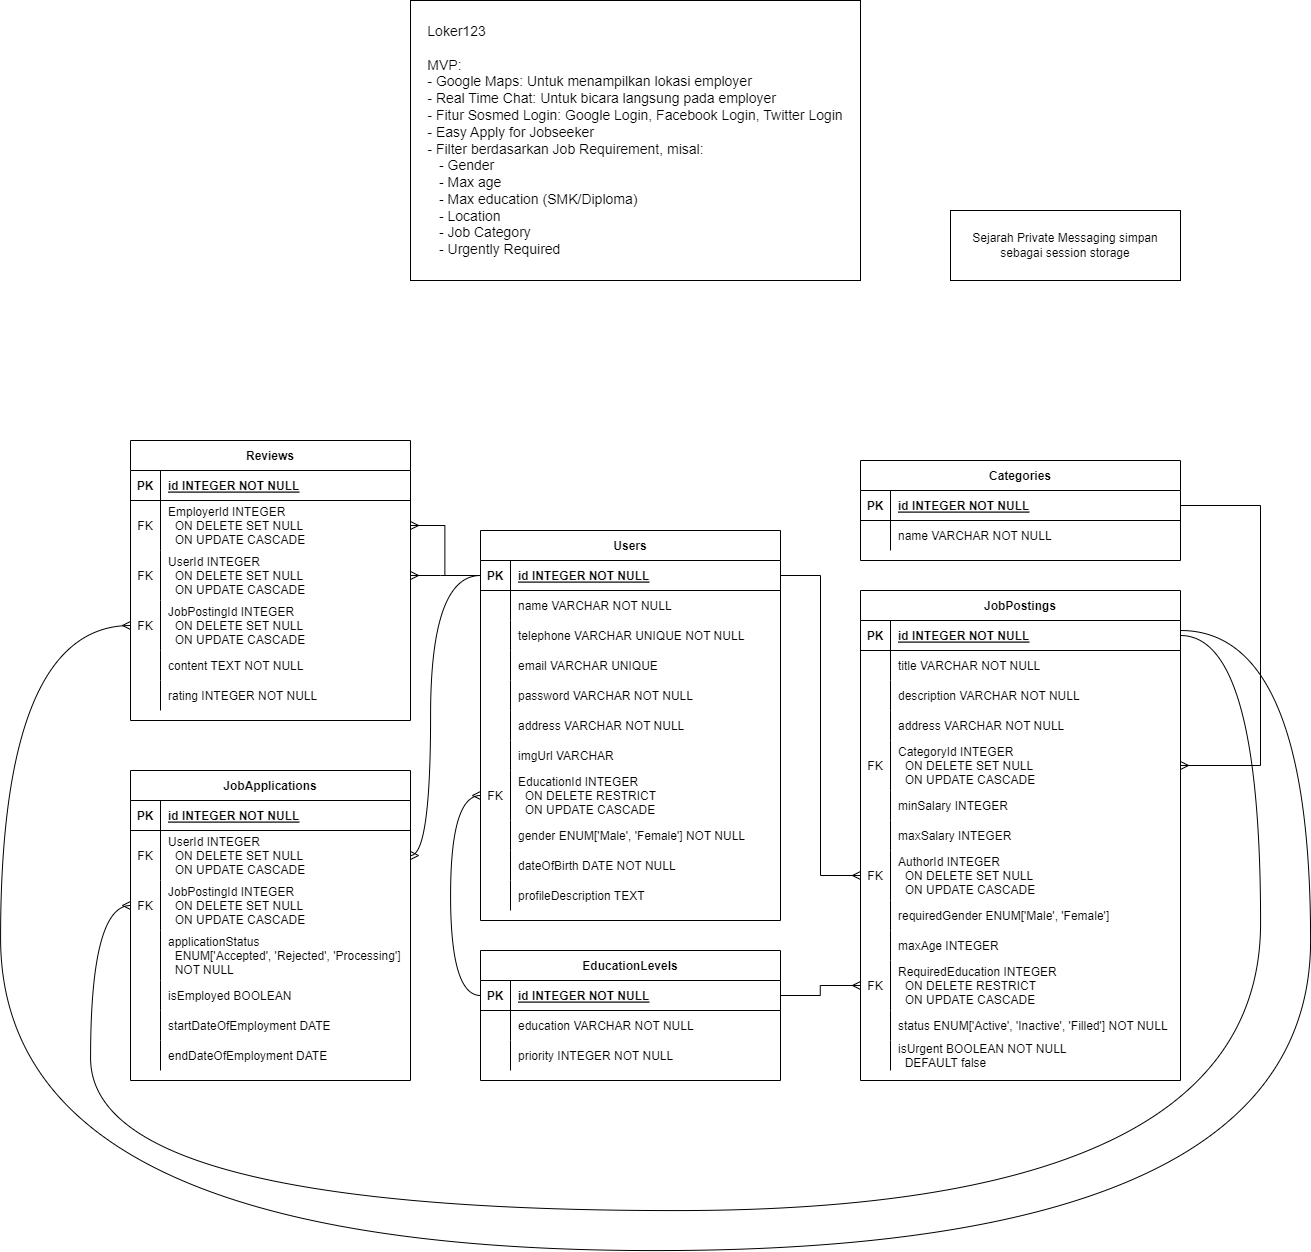 Loker123
MVP:
- Google Maps: Untuk menampilkan lokasi employer
- Real Time Chat: Untuk bicara langsung pada employer
- Fitur Sosmed Login: Google Login, Facebook Login, Twitter Login
- Easy Apply for Jobseeker
- Filter berdasarkan Job Requirement, misal:
- Gender
- Max age
- Max education (SMK/Diploma)
- Location
- Job Category
- Urgently Required
Sejarah Private Messaging simpan
sebagai session storage
Reviews
PK id INTEGER NOT NULL
EmployerId INTEGER
FK ON DELETE SET NULL
ON UPDATE CASCADE
UserId INTEGER
FK ON DELETE SET NULL
ON UPDATE CASCADE
JobPostingId INTEGER
FK ON DELETE SET NULL
ON UPDATE CASCADE
content TEXT NOT NULL
rating INTEGER NOT NULL
JobApplications
PK id INTEGER NOT NULL
UserId INTEGER
FK ON DELETE SET NULL
ON UPDATE CASCADE
JobPostingId INTEGER
FK ON DELETE SET NULL
ON UPDATE CASCADE
applicationStatus
ENUM['Accepted', 'Rejected', 'Processing']
NOT NULL
isEmployed BOOLEAN
startDateOfEmployment DATE
endDateOfEmployment DATE
Users
PK id INTEGER NOT NULL
name VARCHAR NOT NULL
telephone VARCHAR UNIQUE NOT NULL
email VARCHAR UNIQUE
password VARCHAR NOT NULL
address VARCHAR NOT NULL
imgUrl VARCHAR
EducationId INTEGER
FK ON DELETE RESTRICT
ON UPDATE CASCADE
gender ENUM['Male', 'Female'] NOT NULL
dateOfBirth DATE NOT NULL
profileDescription TEXT
EducationLevels
PK id INTEGER NOT NULL
education VARCHAR NOT NULL
priority INTEGER NOT NULL
Categories
PK id INTEGER NOT NULL
name VARCHAR NOT NULL
JobPostings
PK id INTEGER NOT NULL
title VARCHAR NOT NULL
description VARCHAR NOT NULL
address VARCHAR NOT NULL
CategoryId INTEGER
FK ON DELETE SET NULL
ON UPDATE CASCADE
minSalary INTEGER
maxSalary INTEGER
AuthorId INTEGER
FK ON DELETE SET NULL
ON UPDATE CASCADE
requiredGender ENUM['Male', 'Female']
maxAge INTEGER
RequiredEducation INTEGER
FK ON DELETE RESTRICT
ON UPDATE CASCADE
status ENUM['Active', 'Inactive', 'Filled'] NOT NULL
isUrgent BOOLEAN NOT NULL
DEFAULT false